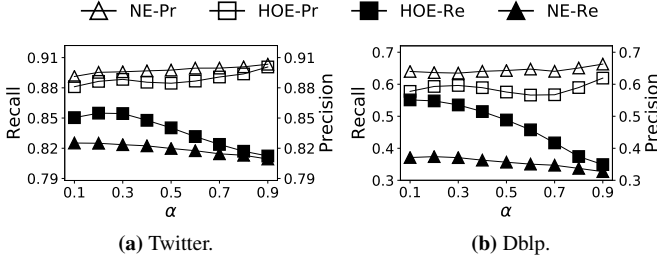 NE-Pr HOE-Pr HOE-Re NE-Re
0.91 0.91
0.88 0.88
0.85 0.85
0.82 0.82
0.79 0.79
Recall
Precision
0.1 0.3 0.5 0.7 0.9
α
(a) Twitter.
0.7 0.7
0.6 0.6
0.5 0.5
0.4 0.4
0.3 0.3
Recall
Precision
0.1 0.3 0.5 0.7 0.9
α
(b) Dblp.